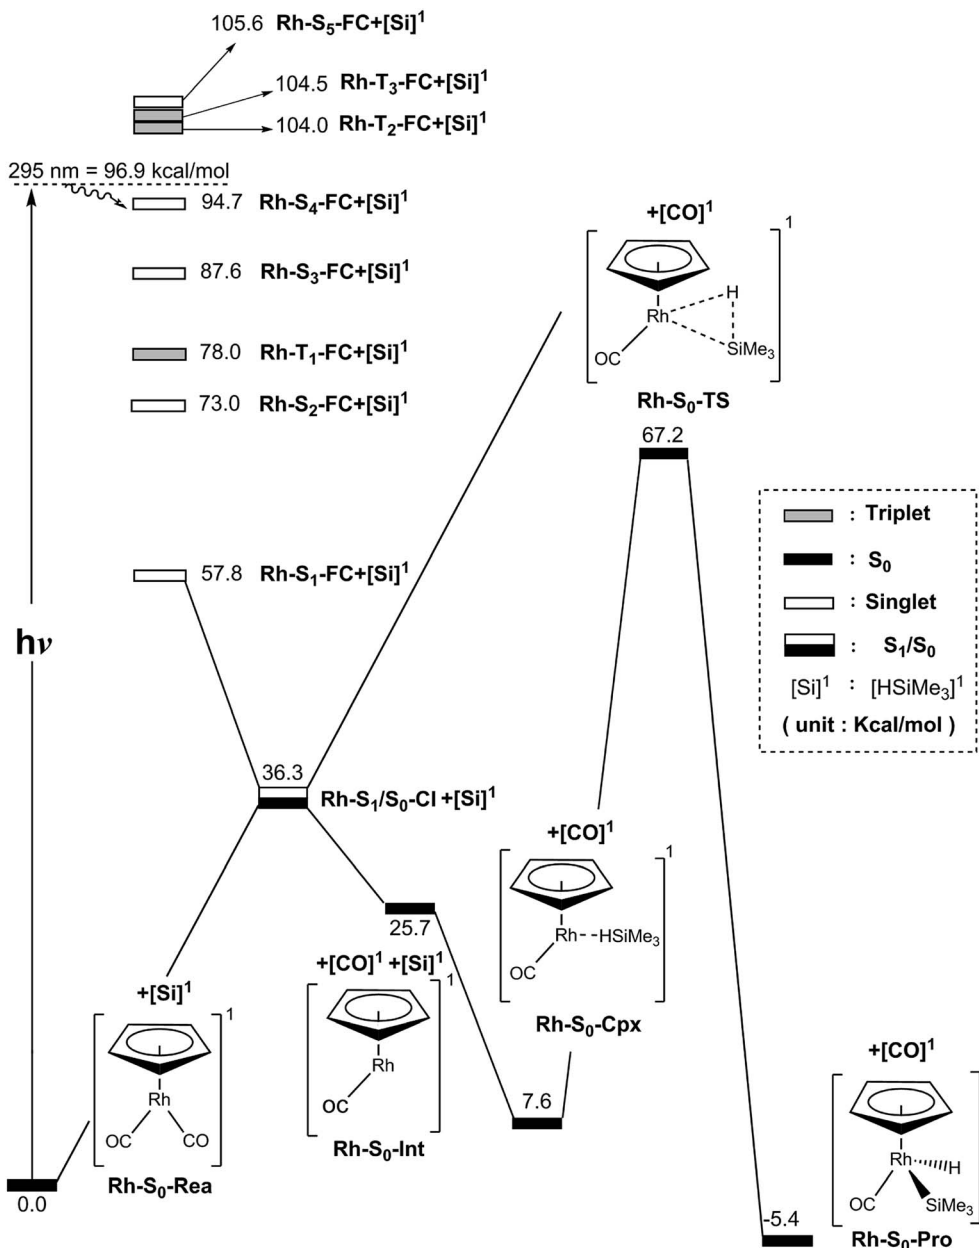 105.6 Rh-S5-FC+[Si]1
104.5 Rh-T3-FC+[Si]1
104.0 Rh-T2-FC+[Si]1
295 nm = 96.9 kcal/mol
94.7 Rh-S4-FC+[Si]1
87.6 Rh-S3-FC+[Si]1
78.0 Rh-T1-FC+[Si]1
73.0 Rh-S2-FC+[Si]1
57.8 Rh-S1-FC+[Si]1
hν
36.3
Rh-S1/S0-CI +[Si]1
25.7
+[CO]1 +[Si]1
1
Rh
OC
Rh-S0-Int
+[Si]1
1
Rh
OC CO
Rh-S0-Rea
0.0
+[CO]1
1
Rh H
OC SiMe3
Rh-S0-TS
67.2
+[CO]1
1
Rh HSiMe3
OC
Rh-S0-Cpx
7.6
: Triplet
: S0
: Singlet
: S1/S0
[Si]1 : [HSiMe3]1
( unit : Kcal/mol )
+[CO]1
1
Rh H
OC SiMe3
Rh-S0-Pro
-5.4